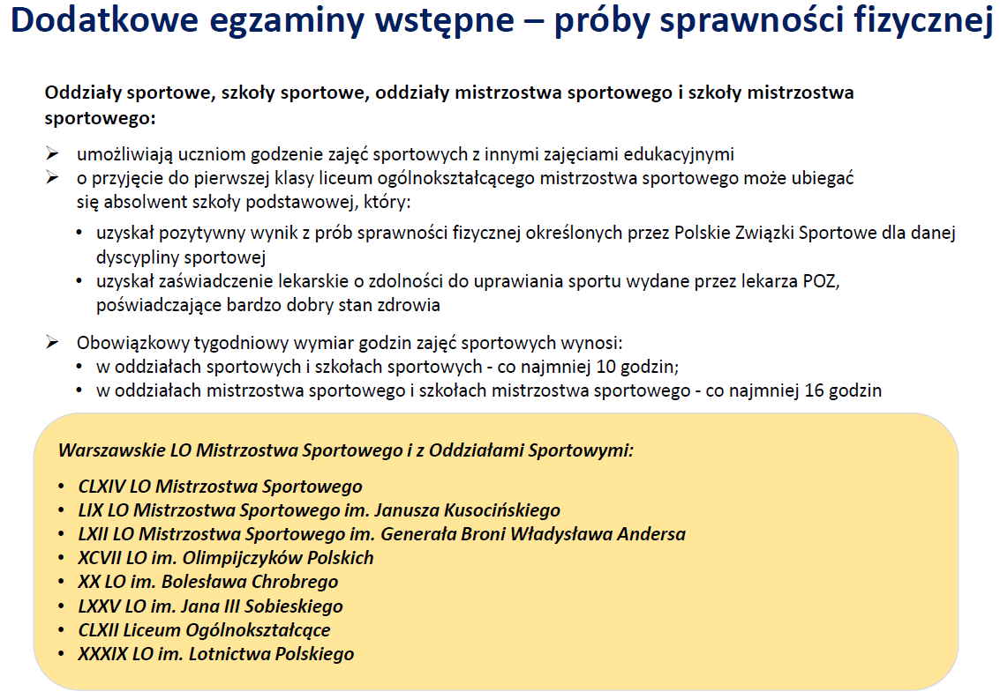 Dodatkowe egzaminy wstępne – próby sprawności fizycznej
Oddziały sportowe, szkoły sportowe, oddziały mistrzostwa sportowego i szkoły mistrzostwa
sportowego:
➢ umożliwiają uczniom godzenie zajęć sportowych z innymi zajęciami edukacyjnymi
➢ o przyjęcie do pierwszej klasy liceum ogólnokształcącego mistrzostwa sportowego może ubiegać
się absolwent szkoły podstawowej, który:
• uzyskał pozytywny wynik z prób sprawności fizycznej określonych przez Polskie Związki Sportowe dla danej
dyscypliny sportowej
• uzyskał zaświadczenie lekarskie o zdolności do uprawiania sportu wydane przez lekarza POZ,
poświadczające bardzo dobry stan zdrowia
➢ Obowiązkowy tygodniowy wymiar godzin zajęć sportowych wynosi:
• w oddziałach sportowych i szkołach sportowych - co najmniej 10 godzin;
• w oddziałach mistrzostwa sportowego i szkołach mistrzostwa sportowego - co najmniej 16 godzin
Warszawskie LO Mistrzostwa Sportowego i z Oddziałami Sportowymi:
• CLXIV LO Mistrzostwa Sportowego
• LIX LO Mistrzostwa Sportowego im. Janusza Kusocińskiego
• LXII LO Mistrzostwa Sportowego im. Generała Broni Władysława Andersa
• XCVII LO im. Olimpijczyków Polskich
• XX LO im. Bolesława Chrobrego
• LXXV LO im. Jana III Sobieskiego
• CLXII Liceum Ogólnokształcące
• XXXIX LO im. Lotnictwa Polskiego